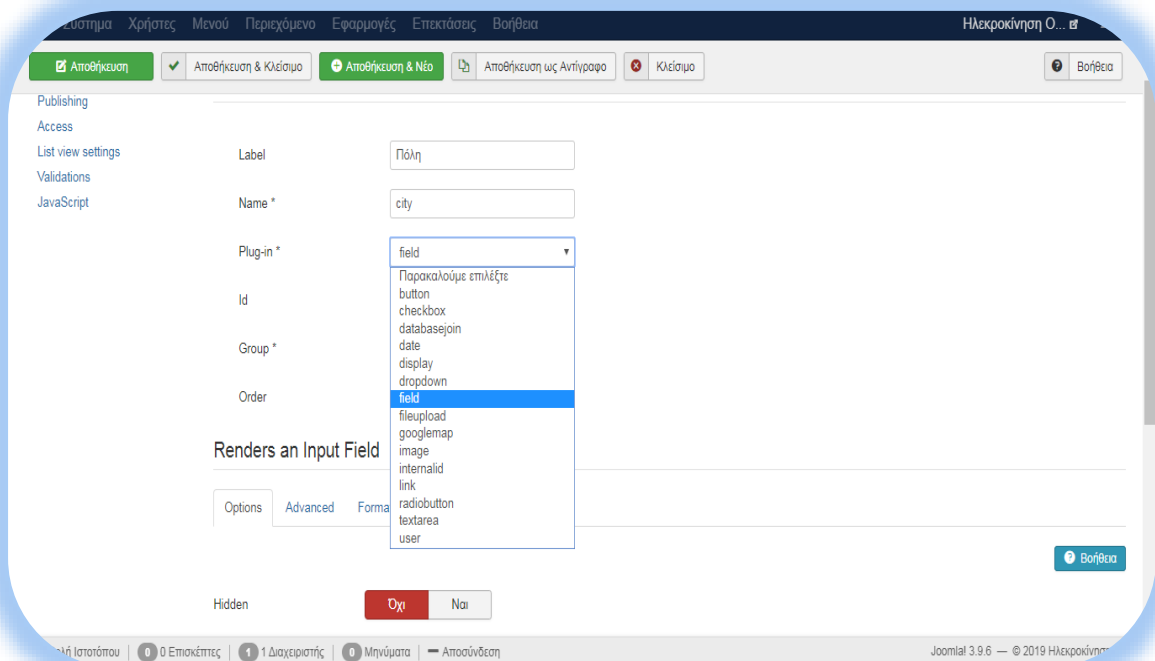 Σύστημα Χρήστες Μενού Περιεχόμενο Εφαρμογές Επεκτάσεις Βοήθεια Ηλεκροκίνηση Ο...
Αποθήκευση Αποθήκευση & Κλείσιμο Αποθήκευση & Νέο Αποθήκευση ως Αντίγραφο Κλείσιμο Βοήθεια
Publishing
Access
List view settings
Validations
JavaScript
Label Πόλη
Name * city
Plug-in * field
Παρακαλούμε επιλέξτε
button
Id
checkbox
databasejoin
date
Group *
display
dropdown
Order
field
fileupload
googlemap
Renders an Input Field
image
internalid
link
radiobutton
Options Advanced Forma
textarea
user
Βοήθεια
Hidden Όχι Ναι
Ιστοτόπου 0 0 Επισκέπτες 1 1 Διαχειριστής 0 Μηνύματα Αποσύνδεση Joomla! 3.9.6 — © 2019